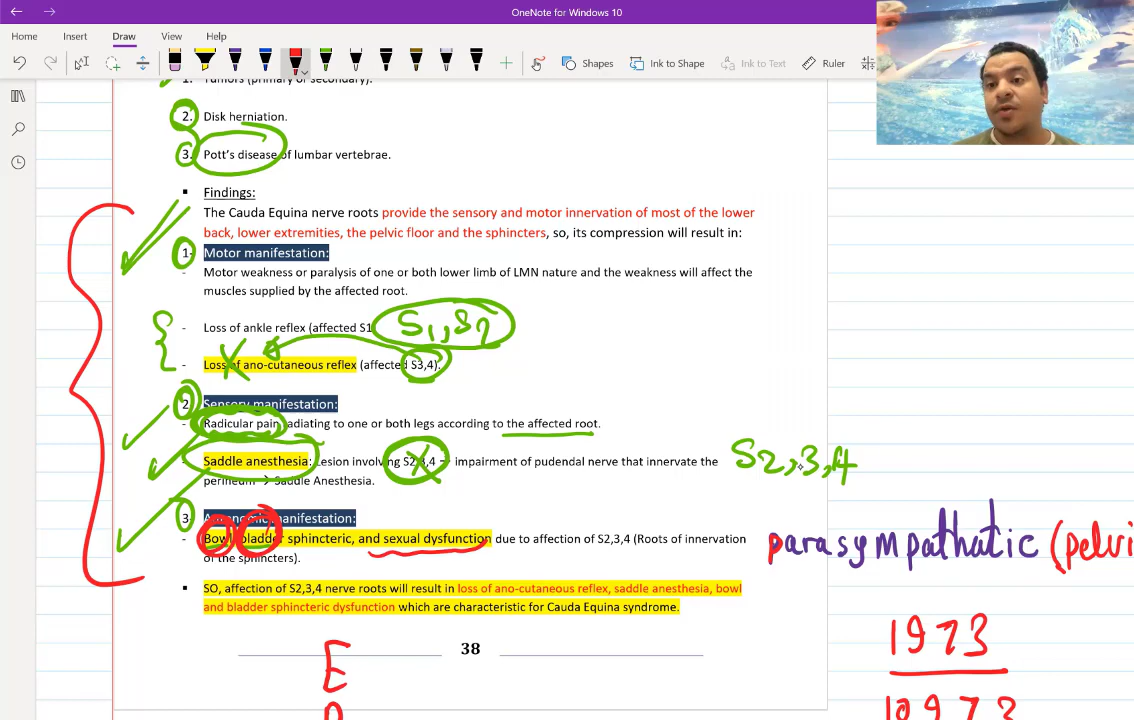 OneNote for Windows 10
Home Insert Draw View Help
Shapes Ink to Shape Ink to Text Ruler
1. Tumors (primary or secondary).
2. Disk herniation.
3. Pott's disease of lumbar vertebrae.
Findings:
The Cauda Equina nerve roots provide the sensory and motor innervation of most of the lower
back, lower extremities, the pelvic floor and the sphincters, so, its compression will result in:
1- Motor manifestation:
- Motor weakness or paralysis of one or both lower limb of LMN nature and the weakness will affect the
muscles supplied by the affected root.
- Loss of ankle reflex (affected S1 S1, S2
- Loss of ano-cutaneous reflex (affected S3,4).
2- Sensory manifestation:
- Radicular pain radiating to one or both legs according to the affected root.
- Saddle anesthesia: Lesion involving S2,3,4 → impairment of pudendal nerve that innervate the S2,3,4
perineum → Saddle Anesthesia.
3- Autonomic manifestation:
- Bowl, bladder sphincteric, and sexual dysfunction due to affection of S2,3,4 (Roots of innervation parasympathatic (pelvi
of the sphincters).
SO, affection of S2,3,4 nerve roots will result in loss of ano-cutaneous reflex, saddle anesthesia, bowl
and bladder sphincteric dysfunction which are characteristic for Cauda Equina syndrome.
1973
38
E
10973